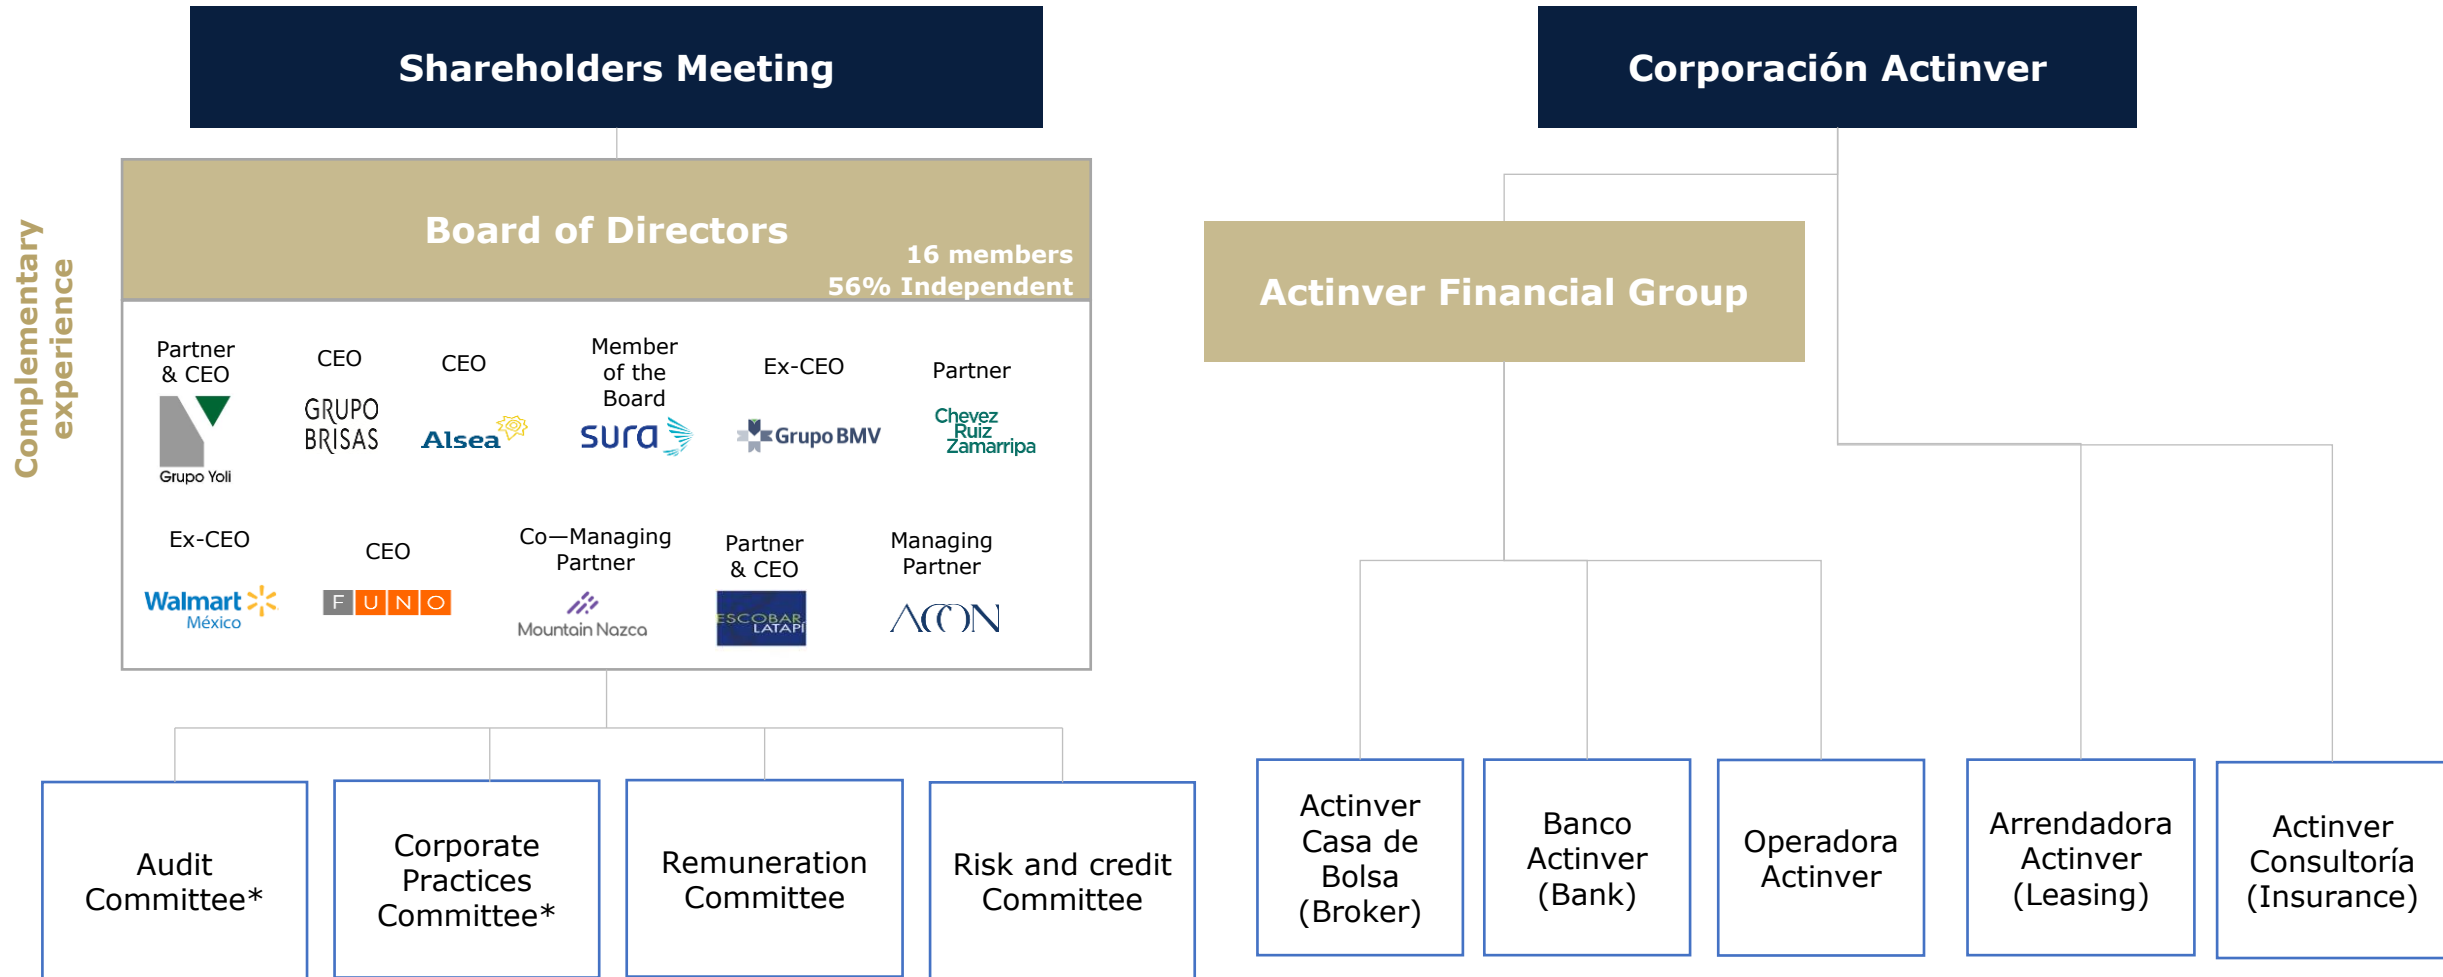 Shareholders Meeting
Complementary
experience
Board of Directors
16 members
56% Independent
Partner
& CEO
Grupo Yoli
CEO
GRUPO
BRISAS
CEO
Alsea
Member
of the
Board
sura
Ex-CEO
Grupo BMV
Partner
Chevez
Ruiz
Zamarripa
Ex-CEO
Walmart
México
CEO
FUNO
Co—Managing
Partner
Mountain Nazca
Partner
& CEO
ESCOBAR
LATAPI
Managing
Partner
ACON
Audit
Committee*
Corporate
Practices
Committee*
Remuneration
Committee
Risk and credit
Committee
Corporación Actinver
Actinver Financial Group
Actinver
Casa de
Bolsa
(Broker)
Banco
Actinver
(Bank)
Operadora
Actinver
Arrendadora
Actinver
(Leasing)
Actinver
Consultoría
(Insurance)